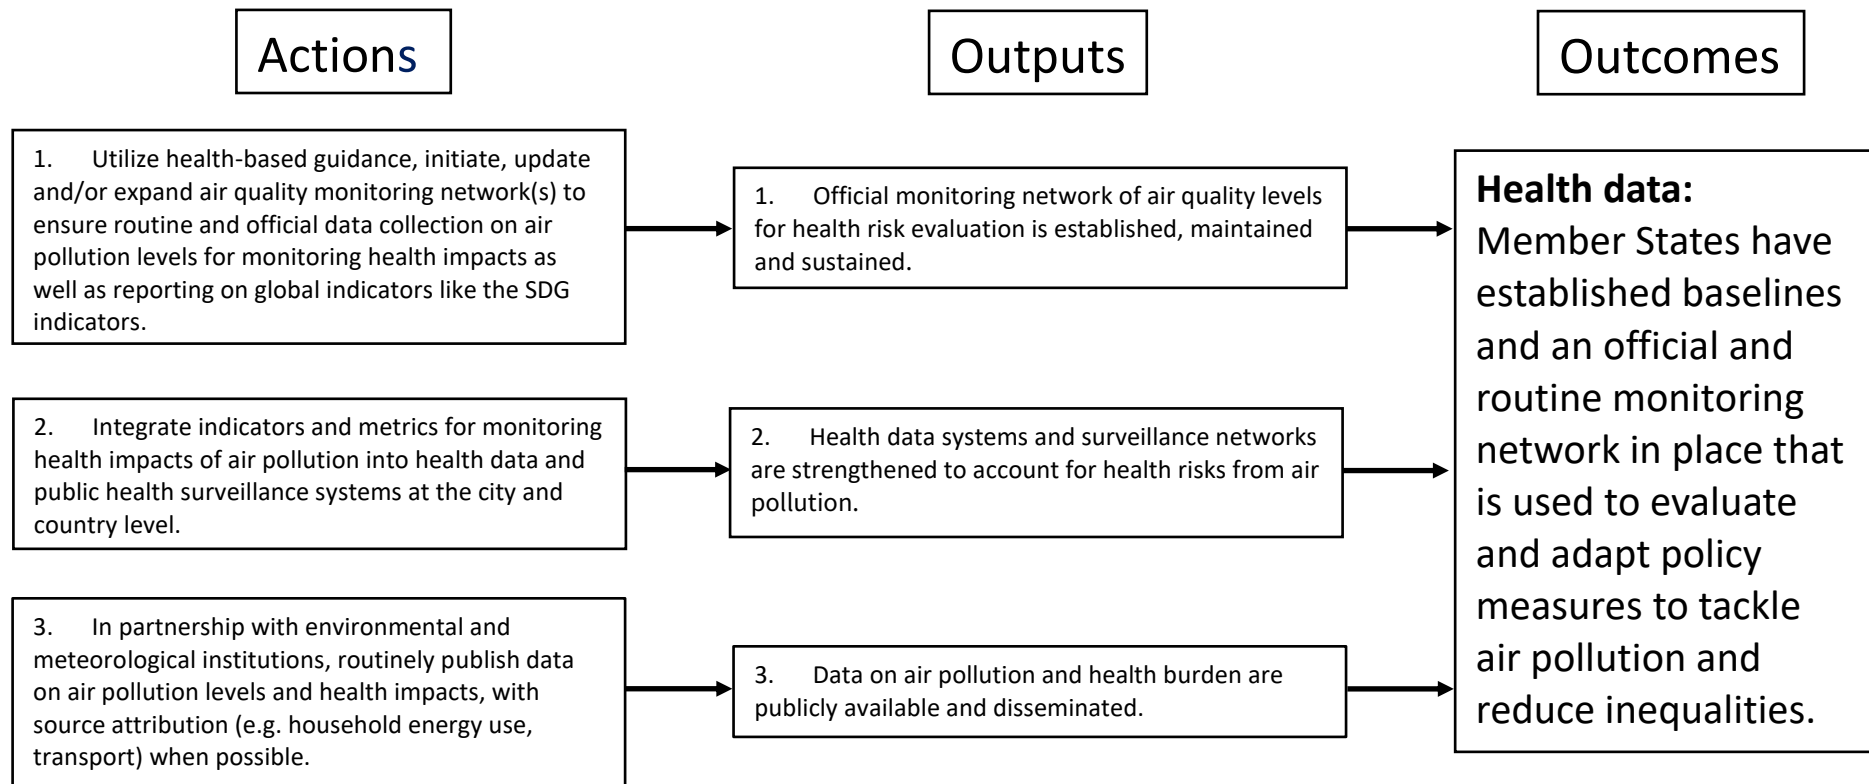 Actions
Outputs
Outcomes
1. Utilize health-based guidance, initiate, update
and/or expand air quality monitoring network(s) to
ensure routine and official data collection on air
pollution levels for monitoring health impacts as
well as reporting on global indicators like the SDG
indicators.
1. Official monitoring network of air quality levels
for health risk evaluation is established, maintained
and sustained.
2. Integrate indicators and metrics for monitoring
health impacts of air pollution into health data and
public health surveillance systems at the city and
country level.
2. Health data systems and surveillance networks
are strengthened to account for health risks from air
pollution.
3. In partnership with environmental and
meteorological institutions, routinely publish data
on air pollution levels and health impacts, with
source attribution (e.g. household energy use,
transport) when possible.
3. Data on air pollution and health burden are
publicly available and disseminated.
Health data:
Member States have
established baselines
and an official and
routine monitoring
network in place that
is used to evaluate
and adapt policy
measures to tackle
air pollution and
reduce inequalities.